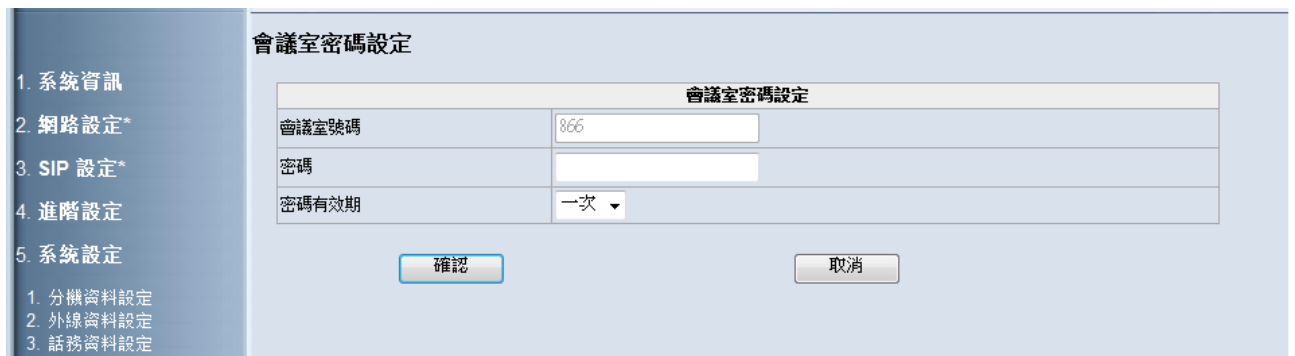 1. 系統資訊
2. 網路設定*
3. SIP 設定*
4. 進階設定
5. 系統設定
1. 分機資料設定
2. 外線資料設定
3. 話務資料設定
會議室密碼設定
會議室密碼設定
會議室號碼 866
密碼
密碼有效期 一次
確認 取消